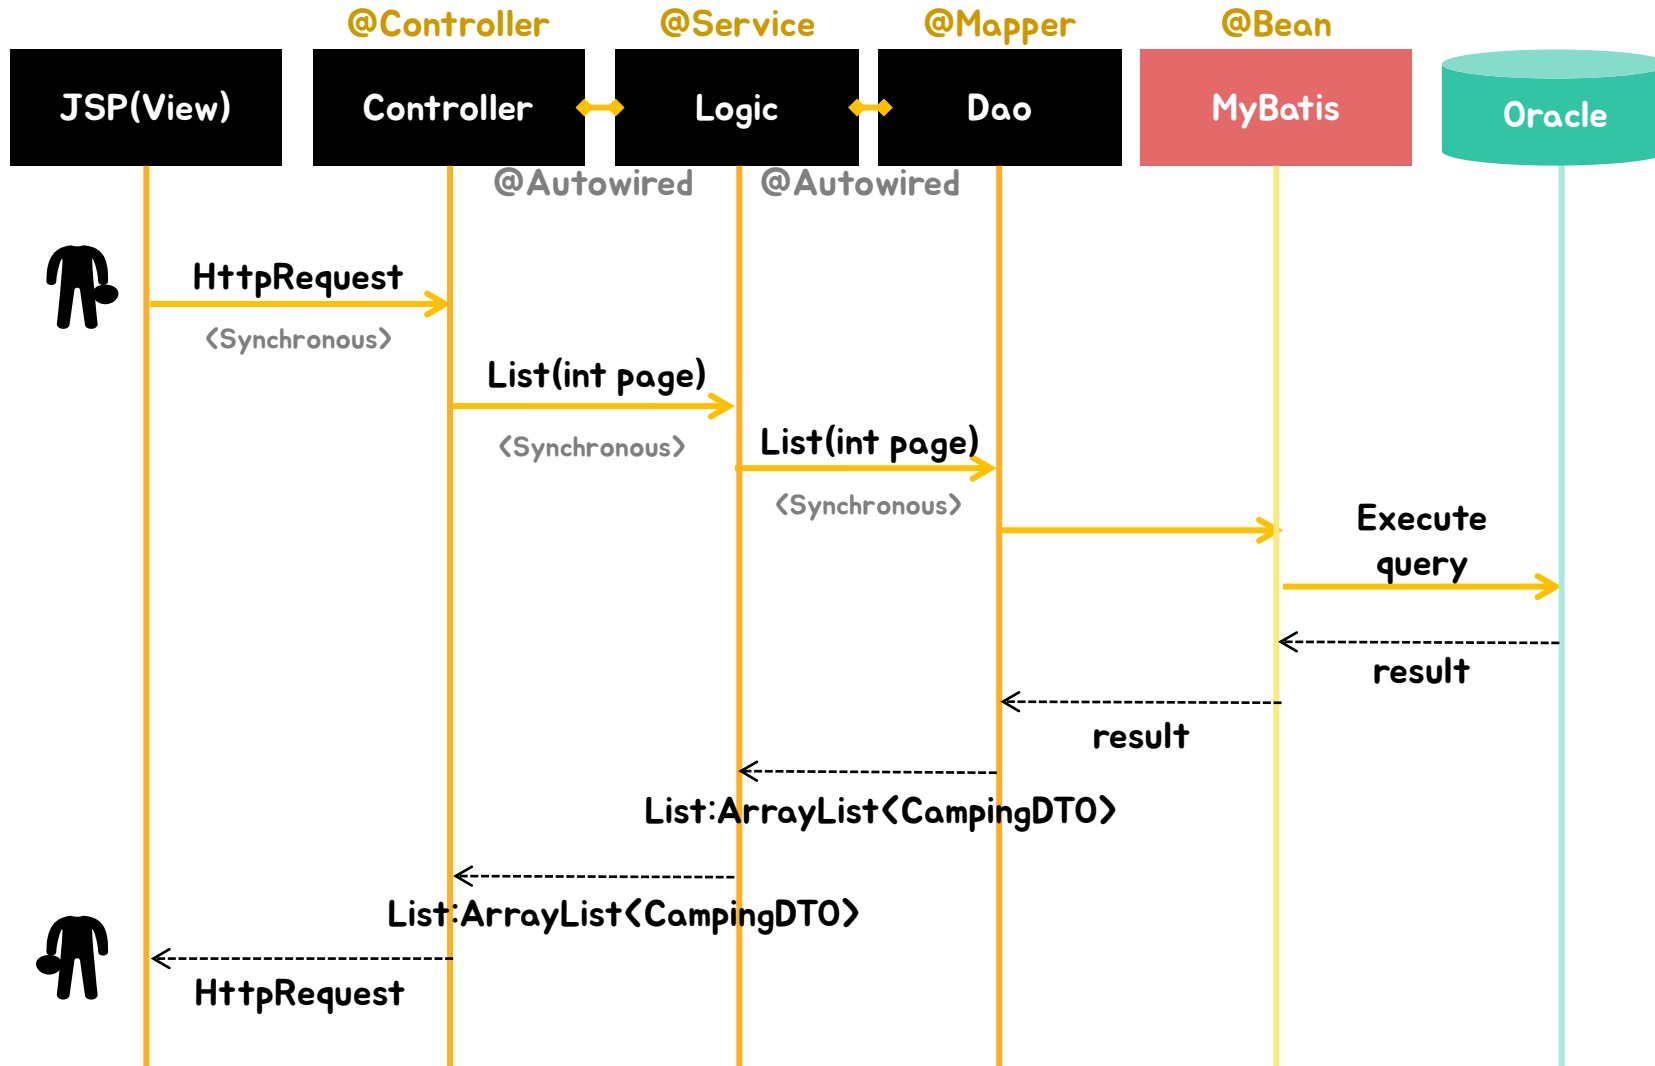 @Controller
@Service
@Mapper
@Bean
JSP(View)
Controller
Logic
Dao
MyBatis
Oracle
@Autowired
@Autowired
HttpRequest
<Synchronous>
List(int page)
<Synchronous>
List(int page)
<Synchronous>
Execute
query
result
result
List:ArrayList<CampingDTO>
List:ArrayList<CampingDTO>
HttpRequest